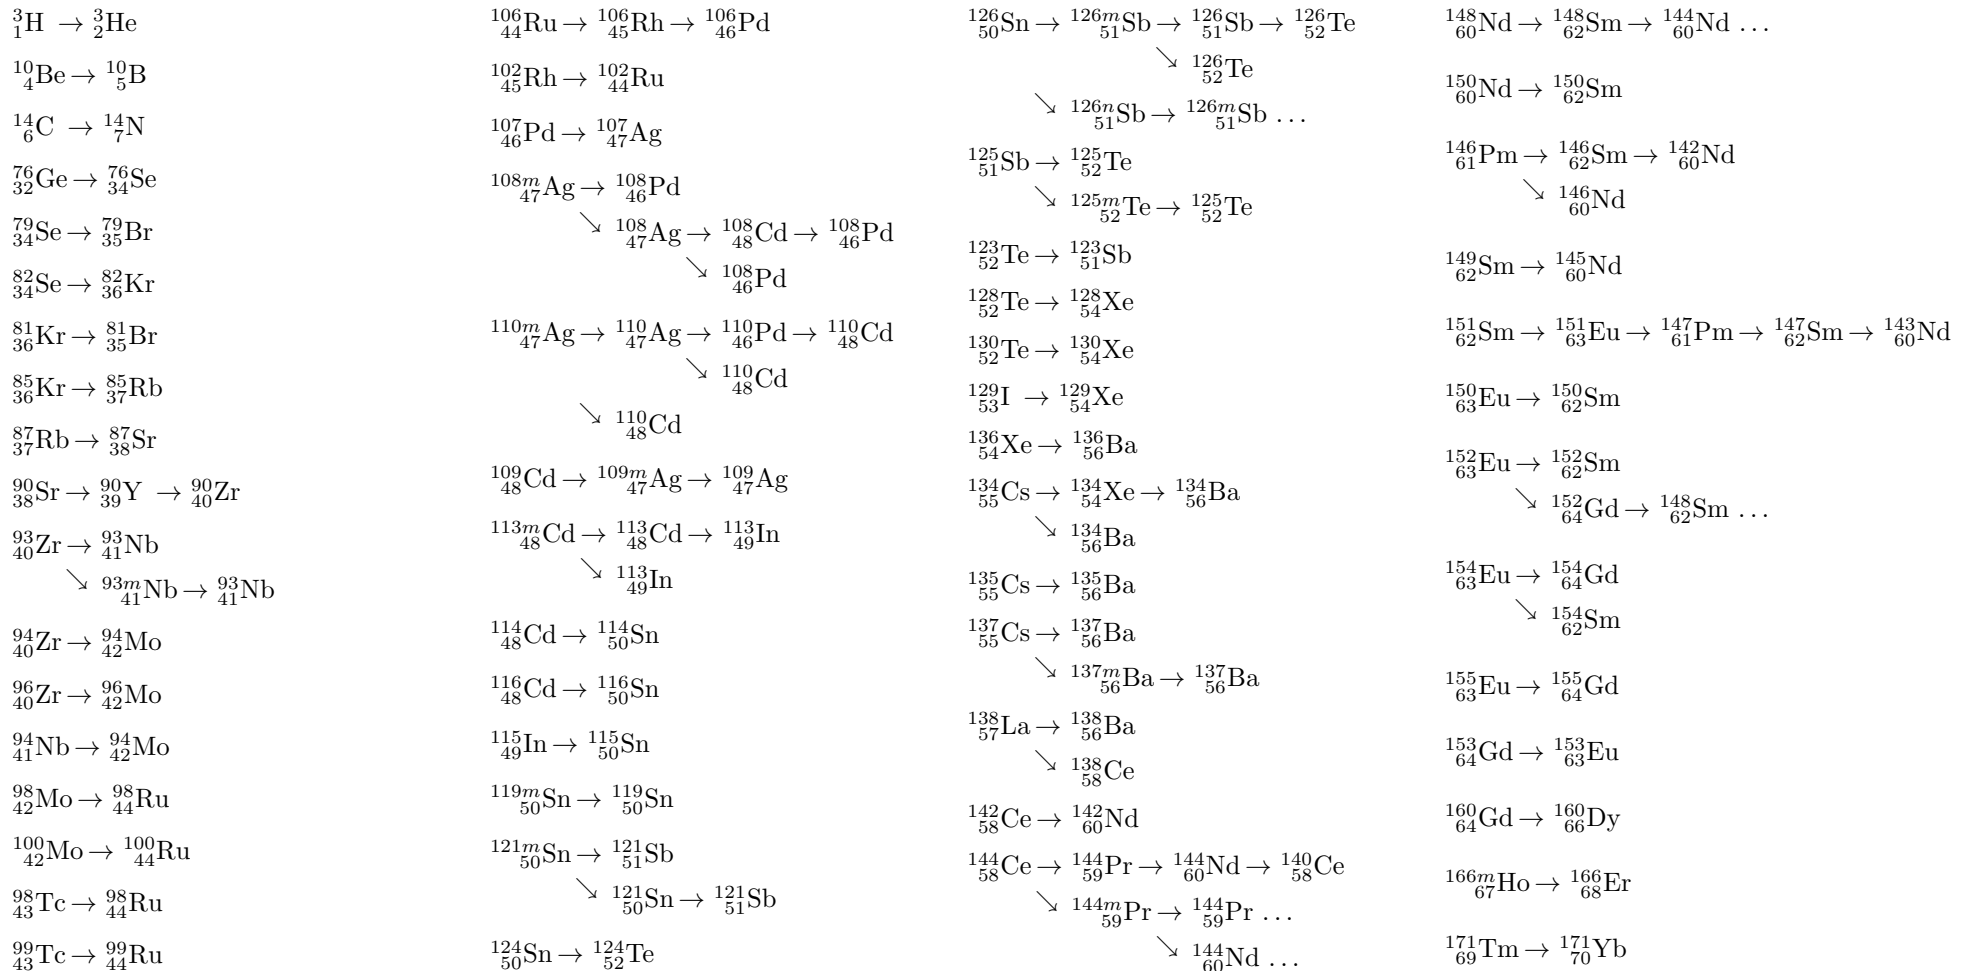 ³₁H → ³₂He
¹⁰₄Be → ¹⁰₅B
¹⁴₆C → ¹⁴₇N
⁷⁶₃₂Ge → ⁷⁶₃₄Se
⁷⁹₃₄Se → ⁷⁹₃₅Br
⁸²₃₄Se → ⁸²₃₆Kr
⁸¹₃₆Kr → ⁸¹₃₅Br
⁸⁵₃₆Kr → ⁸⁵₃₇Rb
⁸⁷₃₇Rb → ⁸⁷₃₈Sr
⁹⁰₃₈Sr → ⁹⁰₃₉Y → ⁹⁰₄₀Zr
⁹³₄₀Zr → ⁹³₄₁Nb
↘ ⁹³ᵐ₄₁Nb → ⁹³₄₁Nb
⁹⁴₄₀Zr → ⁹⁴₄₂Mo
⁹⁶₄₀Zr → ⁹⁶₄₂Mo
⁹⁴₄₁Nb → ⁹⁴₄₂Mo
⁹⁸₄₂Mo → ⁹⁸₄₄Ru
¹⁰⁰₄₂Mo → ¹⁰⁰₄₄Ru
⁹⁸₄₃Tc → ⁹⁸₄₄Ru
⁹⁹₄₃Tc → ⁹⁹₄₄Ru
¹⁰⁶₄₄Ru → ¹⁰⁶₄₅Rh → ¹⁰⁶₄₆Pd
¹⁰²₄₅Rh → ¹⁰²₄₄Ru
¹⁰⁷₄₆Pd → ¹⁰⁷₄₇Ag
¹⁰⁸ᵐ₄₇Ag → ¹⁰⁸₄₆Pd
↘ ¹⁰⁸₄₇Ag → ¹⁰⁸₄₈Cd → ¹⁰⁸₄₆Pd
↘ ¹⁰⁸₄₆Pd
¹¹⁰ᵐ₄₇Ag → ¹¹⁰₄₇Ag → ¹¹⁰₄₆Pd → ¹¹⁰₄₈Cd
↘ ¹¹⁰₄₈Cd
↘ ¹¹⁰₄₈Cd
¹⁰⁹₄₈Cd → ¹⁰⁹ᵐ₄₇Ag → ¹⁰⁹₄₇Ag
¹¹³ᵐ₄₈Cd → ¹¹³₄₈Cd → ¹¹³₄₉In
↘ ¹¹³₄₉In
¹¹⁴₄₈Cd → ¹¹⁴₅₀Sn
¹¹⁶₄₈Cd → ¹¹⁶₅₀Sn
¹¹⁵₄₉In → ¹¹⁵₅₀Sn
¹¹⁹ᵐ₅₀Sn → ¹¹⁹₅₀Sn
¹²¹ᵐ₅₀Sn → ¹²¹₅₁Sb
↘ ¹²¹₅₀Sn → ¹²¹₅₁Sb
¹²⁴₅₀Sn → ¹²⁴₅₂Te
¹²⁶₅₀Sn → ¹²⁶ᵐ₅₁Sb → ¹²⁶₅₁Sb → ¹²⁶₅₂Te
↘ ¹²⁶₅₂Te
↘ ¹²⁶ⁿ₅₁Sb → ¹²⁶ᵐ₅₁Sb ...
¹²⁵₅₁Sb → ¹²⁵₅₂Te
↘ ¹²⁵ᵐ₅₂Te → ¹²⁵₅₂Te
¹²³₅₂Te → ¹²³₅₁Sb
¹²⁸₅₂Te → ¹²⁸₅₄Xe
¹³⁰₅₂Te → ¹³⁰₅₄Xe
¹²⁹₅₃I → ¹²⁹₅₄Xe
¹³⁶₅₄Xe → ¹³⁶₅₆Ba
¹³⁴₅₅Cs → ¹³⁴₅₄Xe → ¹³⁴₅₆Ba
↘ ¹³⁴₅₆Ba
¹³⁵₅₅Cs → ¹³⁵₅₆Ba
¹³⁷₅₅Cs → ¹³⁷₅₆Ba
↘ ¹³⁷ᵐ₅₆Ba → ¹³⁷₅₆Ba
¹³⁸₅₇La → ¹³⁸₅₆Ba
↘ ¹³⁸₅₈Ce
¹⁴²₅₈Ce → ¹⁴²₆₀Nd
¹⁴⁴₅₈Ce → ¹⁴⁴₅₉Pr → ¹⁴⁴₆₀Nd → ¹⁴⁰₅₈Ce
↘ ¹⁴⁴ᵐ₅₉Pr → ¹⁴⁴₅₉Pr ...
↘ ¹⁴⁴₆₀Nd ...
¹⁴⁸₆₀Nd → ¹⁴⁸₆₂Sm → ¹⁴⁴₆₀Nd ...
¹⁵⁰₆₀Nd → ¹⁵⁰₆₂Sm
¹⁴⁶₆₁Pm → ¹⁴⁶₆₂Sm → ¹⁴²₆₀Nd
↘ ¹⁴⁶₆₀Nd
¹⁴⁹₆₂Sm → ¹⁴⁵₆₀Nd
¹⁵¹₆₂Sm → ¹⁵¹₆₃Eu → ¹⁴⁷₆₁Pm → ¹⁴⁷₆₂Sm → ¹⁴³₆₀Nd
¹⁵⁰₆₃Eu → ¹⁵⁰₆₂Sm
¹⁵²₆₃Eu → ¹⁵²₆₂Sm
↘ ¹⁵²₆₄Gd → ¹⁴⁸₆₂Sm ...
¹⁵⁴₆₃Eu → ¹⁵⁴₆₄Gd
↘ ¹⁵⁴₆₂Sm
¹⁵⁵₆₃Eu → ¹⁵⁵₆₄Gd
¹⁵³₆₄Gd → ¹⁵³₆₃Eu
¹⁶⁰₆₄Gd → ¹⁶⁰₆₆Dy
¹⁶⁶ᵐ₆₇Ho → ¹⁶⁶₆₈Er
¹⁷¹₆₉Tm → ¹⁷¹₇₀Yb